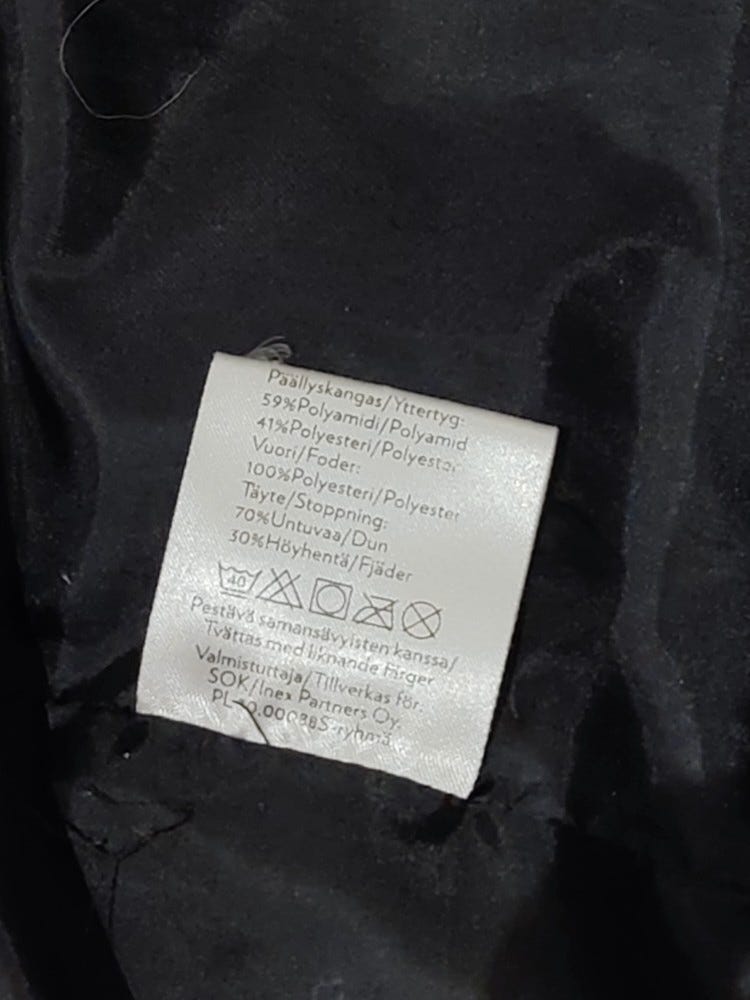 Päällyskangas/Yttertyg:
59%Polyamidi/Polyamid
41%Polyesteri/Polyester
Vuori/Foder:
100%Polyesteri/Polyester
Täyte/Stoppning:
70%Untuvaa/Dun
30%Höyhentä/Fjäder
40
Pestävä samansävyisten kanssa/
Tvättas med liknande färger
Valmistuttaja/Tillverkas för:
SOK/Inex Partners Oy.
S-ryhmä